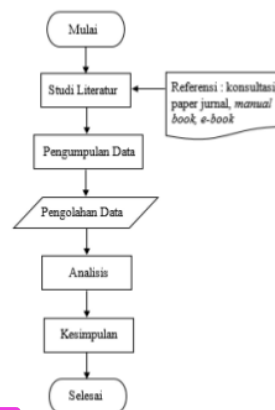 Mulai
Studi Literatur
Referensi : konsultasi
paper jurnal, manual
book, e-book
Pengumpulan Data
Pengolahan Data
Analisis
Kesimpulan
Selesai